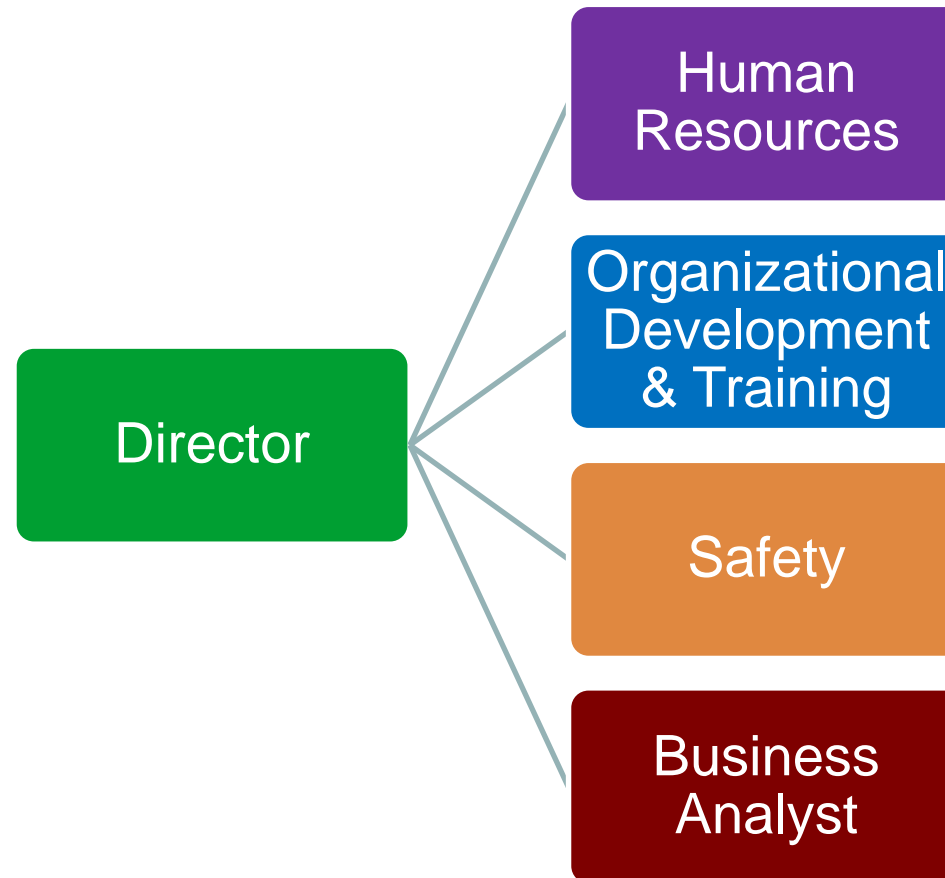 Human
Resources
Organizational
Development
& Training
Director
Safety
Business
Analyst